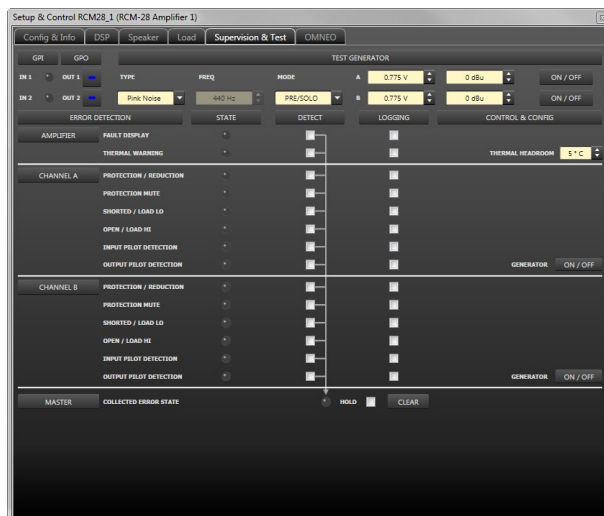 Setup & Control RCM28_1 (RCM-28 Amplifier 1)
Config & Info DSP Speaker Load Supervision & Test OMNEO
GPI GPO TEST GENERATOR
IN 1 OUT 1 TYPE FREQ MODE A 0.775 V 0 dBu ON / OFF
IN 2 OUT 2 Pink Noise 440 Hz PRE/SOLO B 0.775 V 0 dBu ON / OFF
ERROR DETECTION STATE DETECT LOGGING CONTROL & CONFIG
AMPLIFIER FAULT DISPLAY
THERMAL WARNING THERMAL HEADROOM 5 ° C
CHANNEL A PROTECTION / REDUCTION
PROTECTION MUTE
SHORTED / LOAD LO
OPEN / LOAD HI
INPUT PILOT DETECTION
OUTPUT PILOT DETECTION GENERATOR ON / OFF
CHANNEL B PROTECTION / REDUCTION
PROTECTION MUTE
SHORTED / LOAD LO
OPEN / LOAD HI
INPUT PILOT DETECTION
OUTPUT PILOT DETECTION GENERATOR ON / OFF
MASTER COLLECTED ERROR STATE HOLD CLEAR